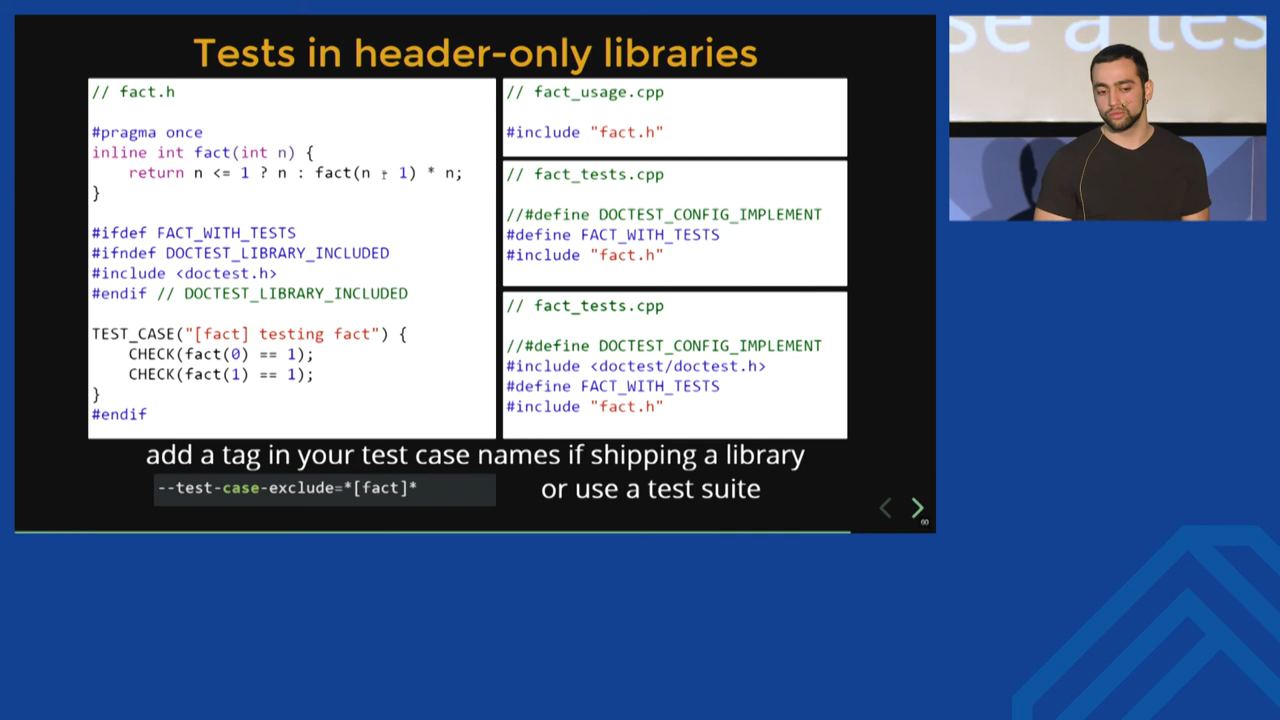 Tests in header-only libraries
// fact.h
#pragma once
inline int fact(int n) {
return n <= 1 ? n : fact(n - 1) * n;
}
#ifdef FACT_WITH_TESTS
#ifndef DOCTEST_LIBRARY_INCLUDED
#include <doctest.h>
#endif // DOCTEST_LIBRARY_INCLUDED
TEST_CASE("[fact] testing fact") {
CHECK(fact(0) == 1);
CHECK(fact(1) == 1);
}
#endif
// fact_usage.cpp
#include "fact.h"
// fact_tests.cpp
//#define DOCTEST_CONFIG_IMPLEMENT
#define FACT_WITH_TESTS
#include "fact.h"
// fact_tests.cpp
//#define DOCTEST_CONFIG_IMPLEMENT
#include <doctest/doctest.h>
#define FACT_WITH_TESTS
#include "fact.h"
add a tag in your test case names if shipping a library
--test-case-exclude=*[fact]*
or use a test suite
60
se a tes